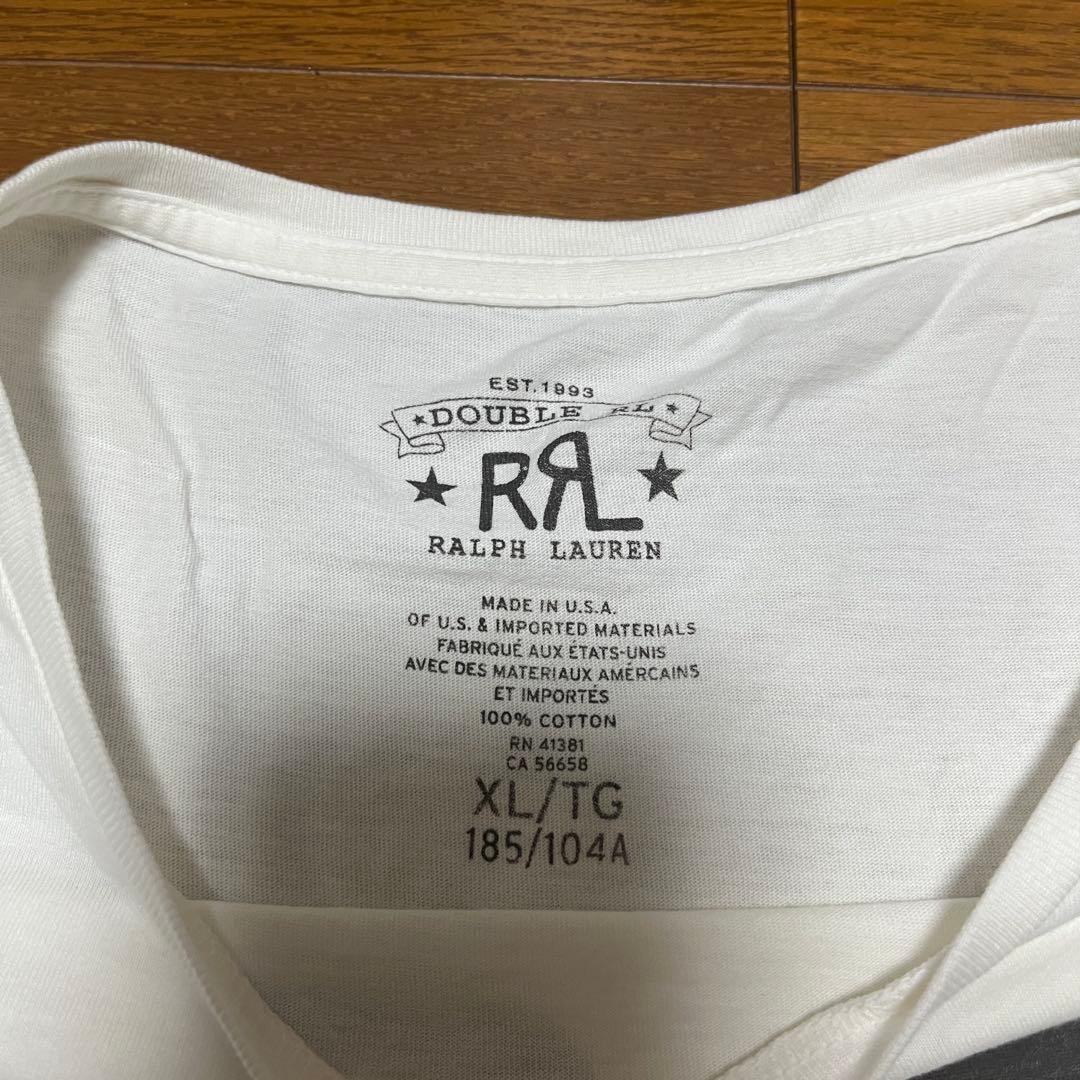 EST. 1993
★DOUBLE RL★
RRL
RALPH LAUREN
MADE IN U.S.A.
OF U.S. & IMPORTED MATERIALS
FABRIQUÉ AUX ÉTATS-UNIS
AVEC DES MATERIAUX AMÉRCAINS
ET IMPORTÉS
100% COTTON
RN 41381
CA 56658
XL/TG
185/104A